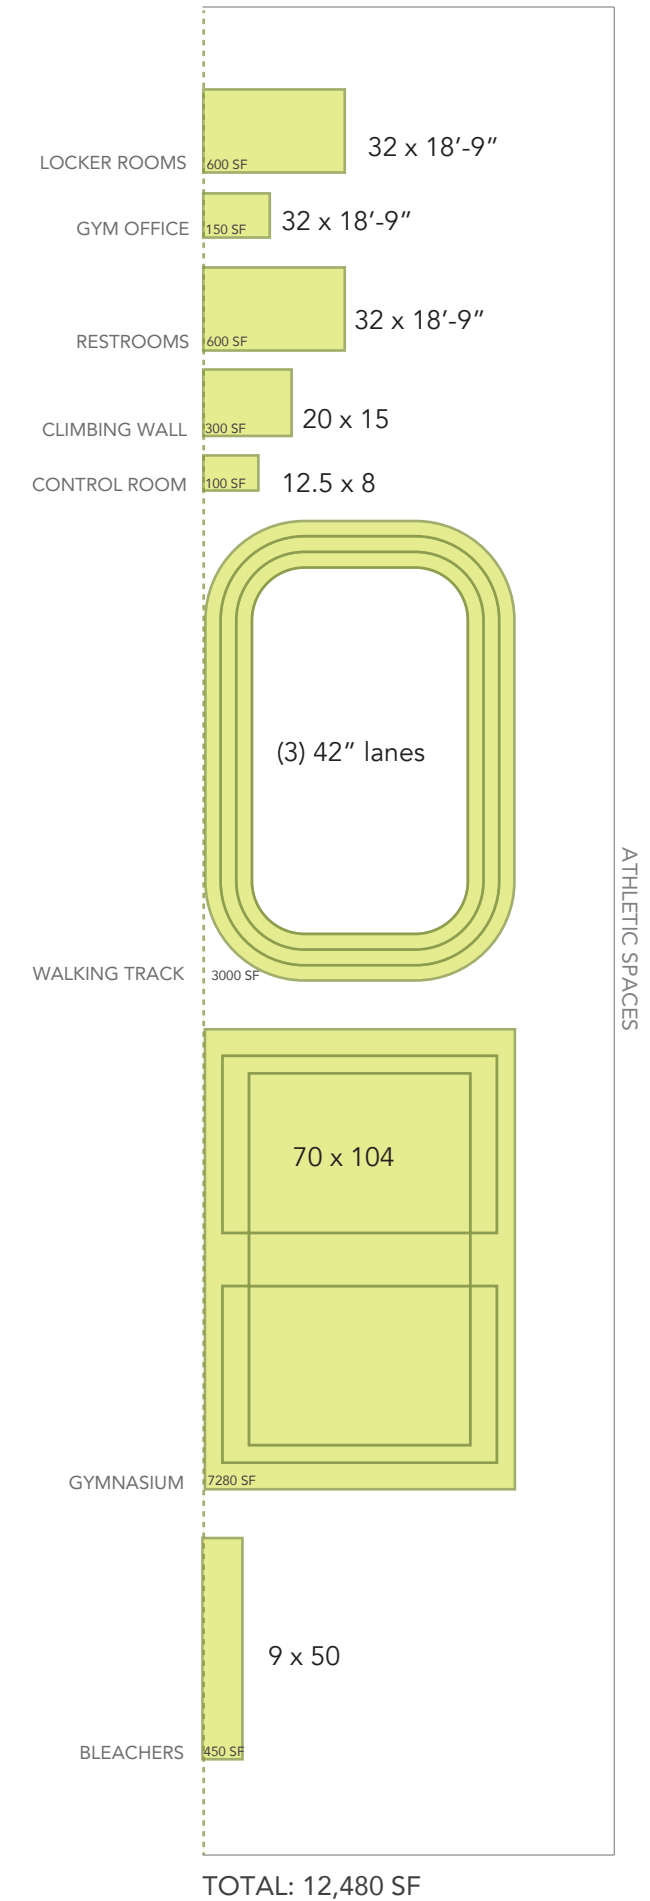 32 x 18’-9”
LOCKER ROOMS
600 SF
GYM OFFICE
150 SF
32 x 18’-9”
32 x 18’-9”
RESTROOMS
600 SF
CLIMBING WALL
300 SF
20 x 15
CONTROL ROOM
100 SF
12.5 x 8
(3) 42” lanes
WALKING TRACK
3000 SF
ATHLETIC SPACES
70 x 104
GYMNASIUM
7280 SF
9 x 50
BLEACHERS
450 SF
TOTAL: 12,480 SF